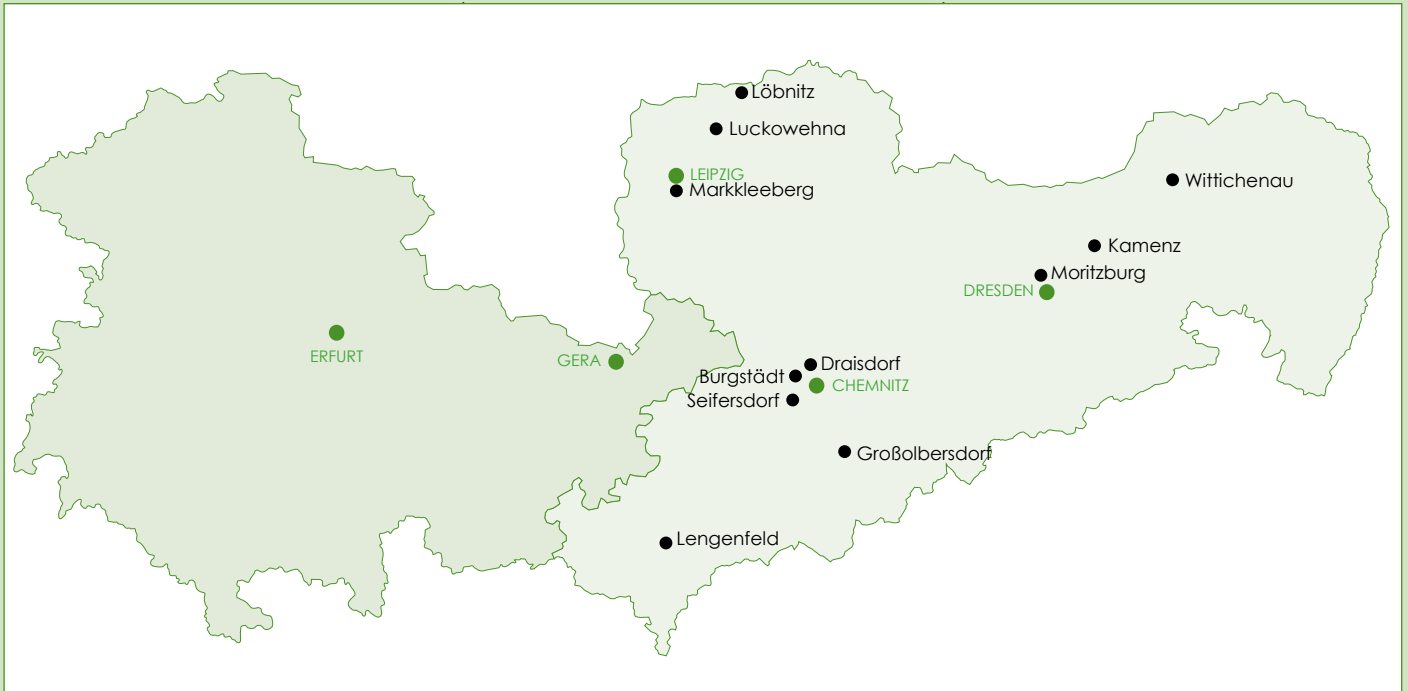 Löbnitz
Luckowehna
LEIPZIG
Markkleeberg
Wittichenau
Kamenz
Moritzburg
DRESDEN
ERFURT
GERA
Draisdorf
Burgstädt
CHEMNITZ
Seifersdorf
Großolbersdorf
Lengenfeld